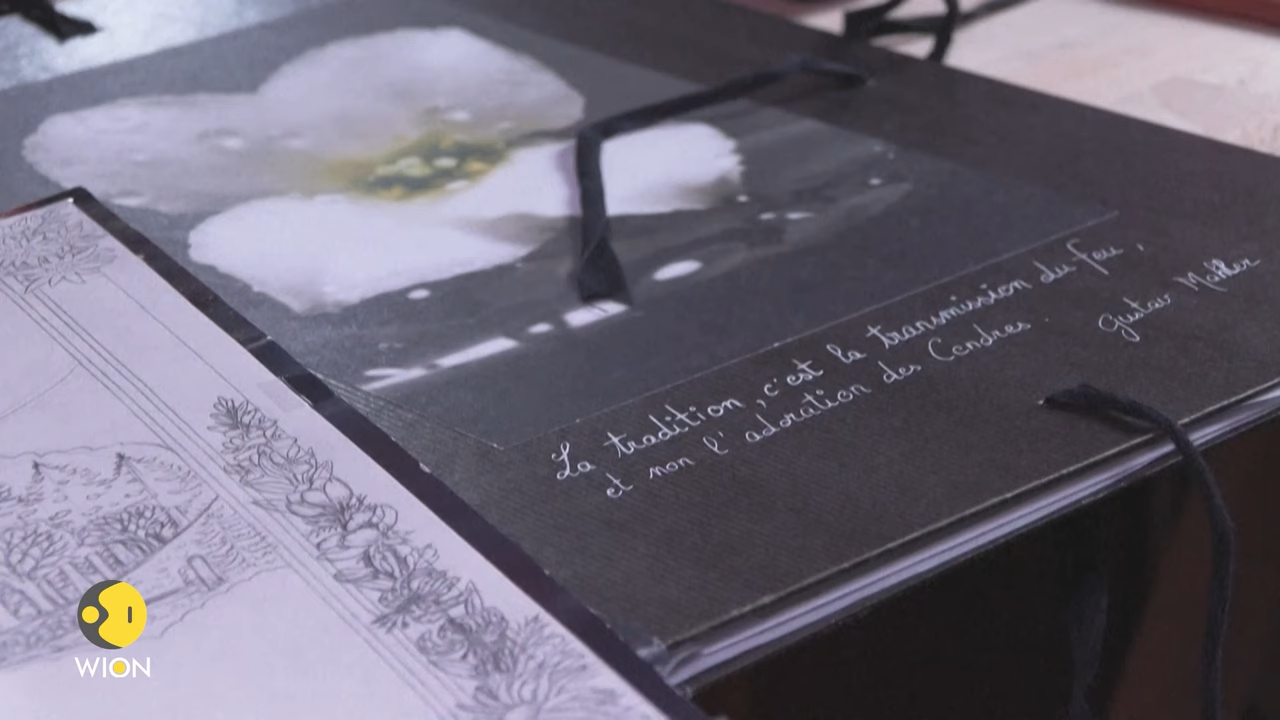 La tradition, c'est la transmission du feu,
et non l'adoration des Cendres.
Gustav Mahler
WION